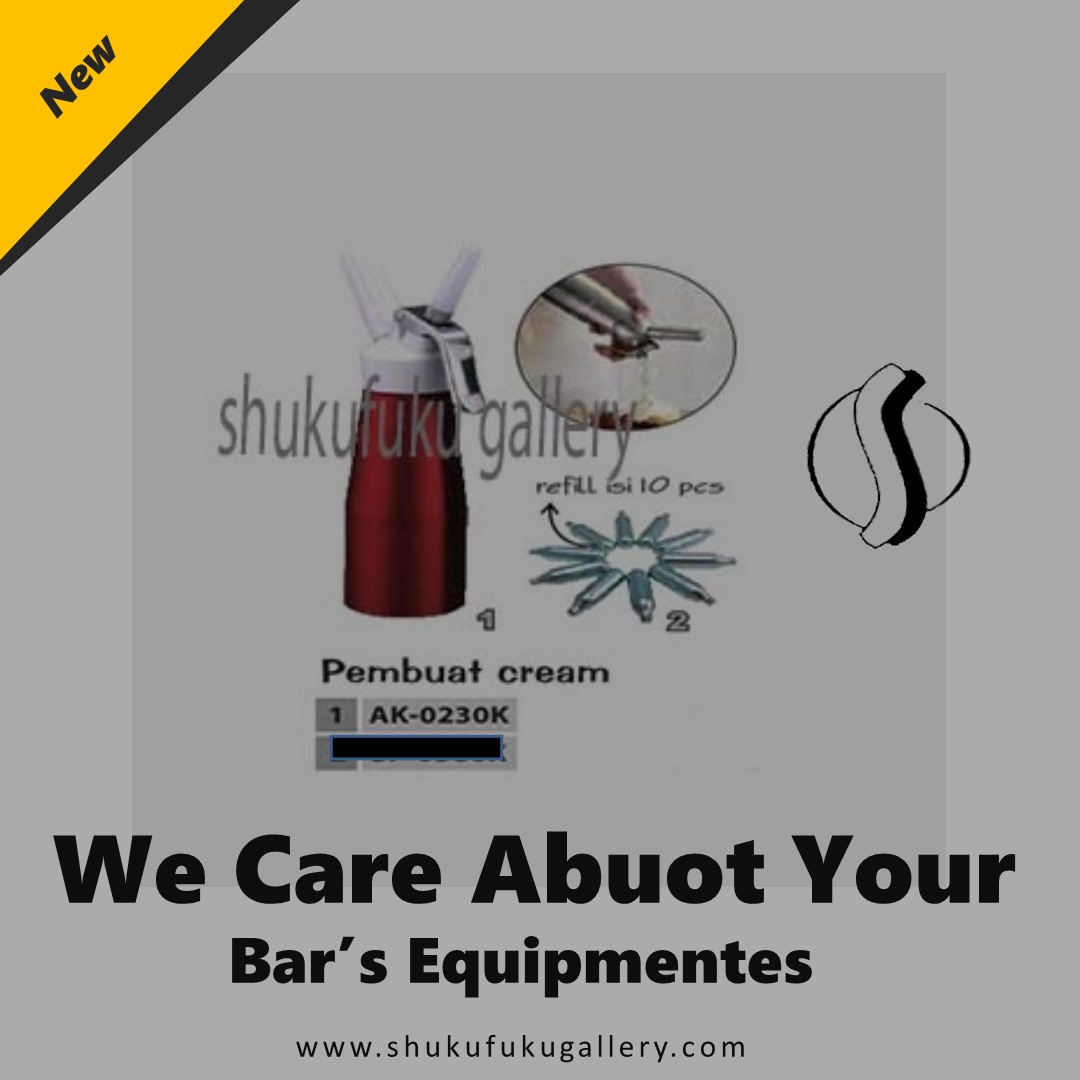 New
shukufuku gallery
refill isi 10 pcs
1
2
Pembuat cream
1 AK-0230K
We Care Abuot Your
Bar´s Equipmentes
www.shukufukugallery.com